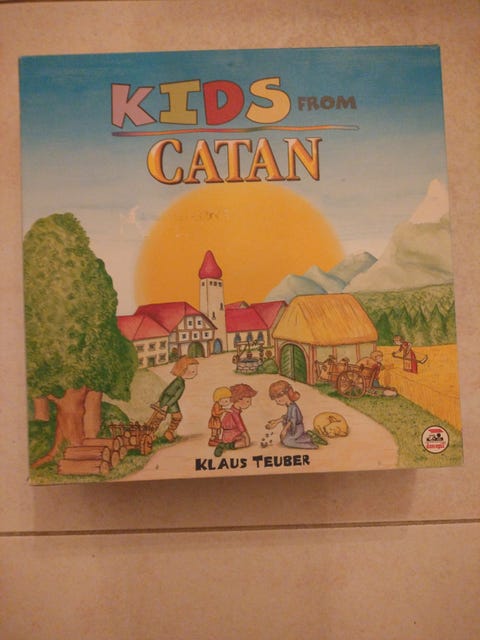 KIDS FROM
CATAN
KLAUS TEUBER